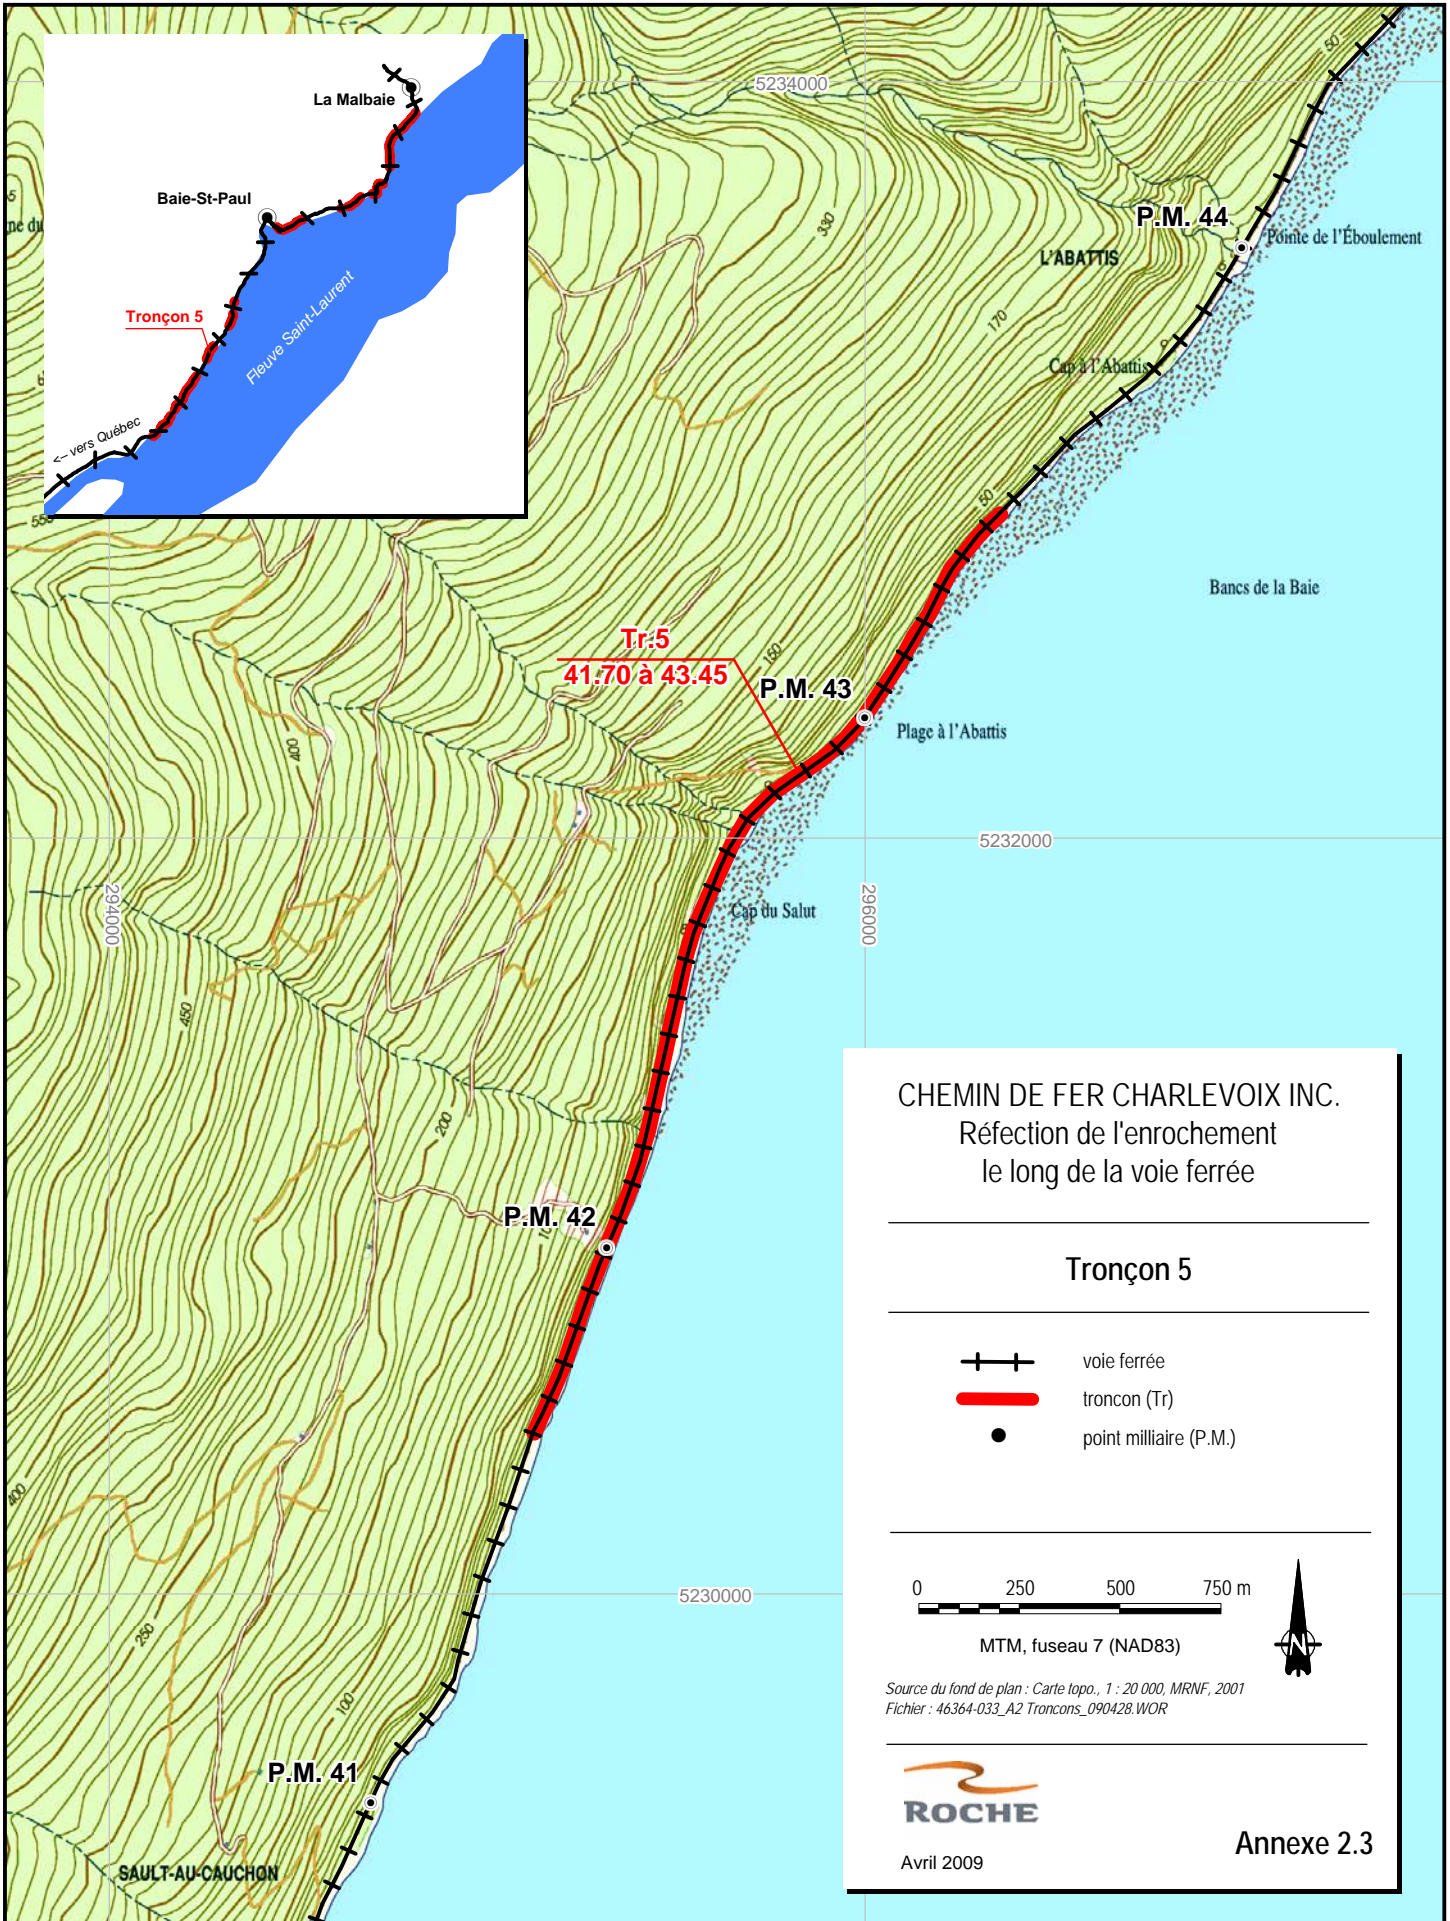 La Malbaie
Baie-St-Paul
Tronçon 5
Fleuve Saint-Laurent
<– vers Québec
5234000
50
330
P.M. 44
Pointe de l'Éboulement
L'ABATTIS
170
Cap à l'Abattis
50
Bancs de la Baie
Tr.5
41.70 à 43.45
150
P.M. 43
Plage à l'Abattis
400
5232000
294000
296000
Cap du Salut
450
200
P.M. 42
400
5230000
250
100
P.M. 41
SAULT-AU-CAUCHON
CHEMIN DE FER CHARLEVOIX INC.
Réfection de l'enrochement
le long de la voie ferrée
Tronçon 5
voie ferrée
troncon (Tr)
point milliaire (P.M.)
0 250 500 750 m
MTM, fuseau 7 (NAD83)
N
Source du fond de plan : Carte topo., 1 : 20 000, MRNF, 2001
Fichier : 46364-033_A2 Troncons_090428.WOR
ROCHE
Avril 2009
Annexe 2.3